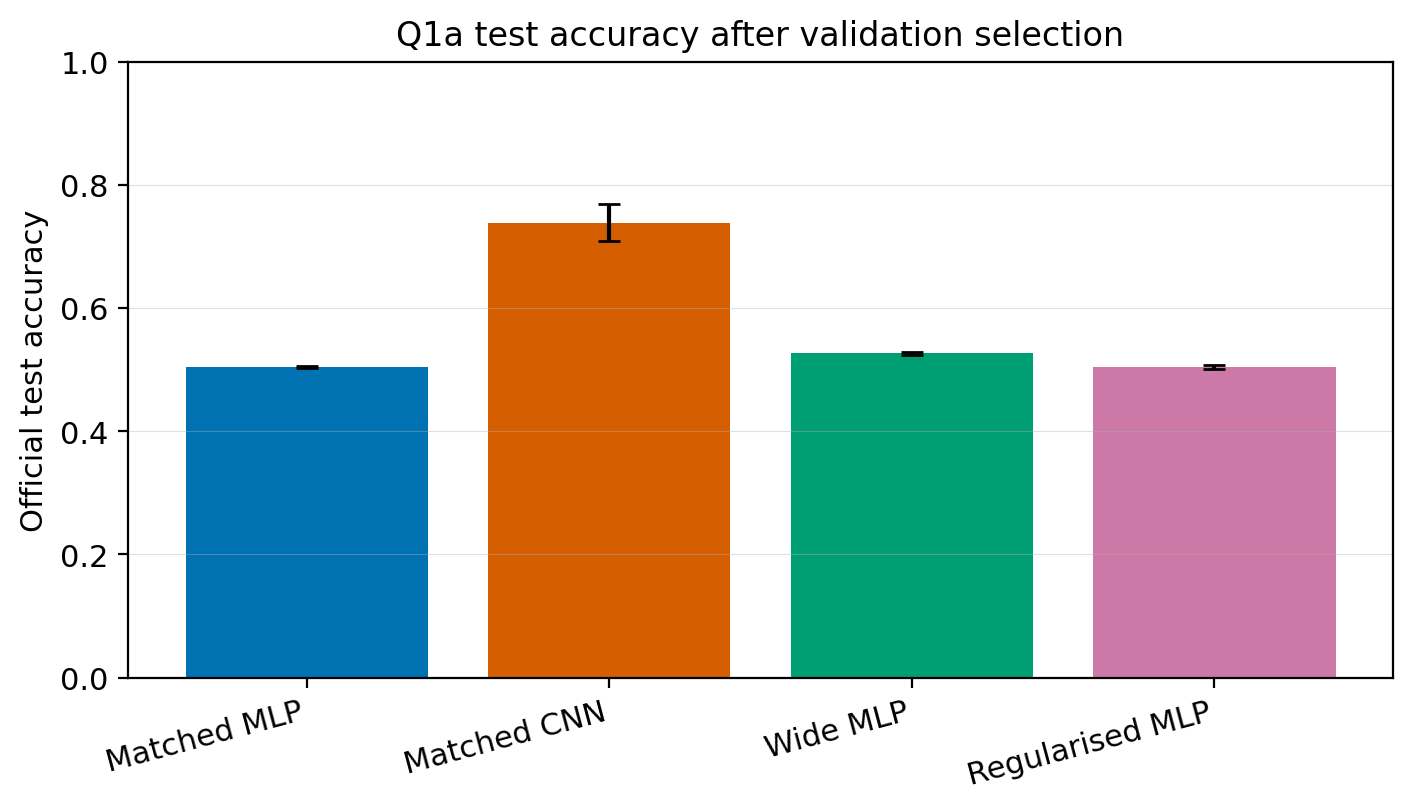 Q1a test accuracy after validation selection
Official test accuracy
1.0
0.8
0.6
0.4
0.2
0.0
Matched MLP
Matched CNN
Wide MLP
Regularised MLP